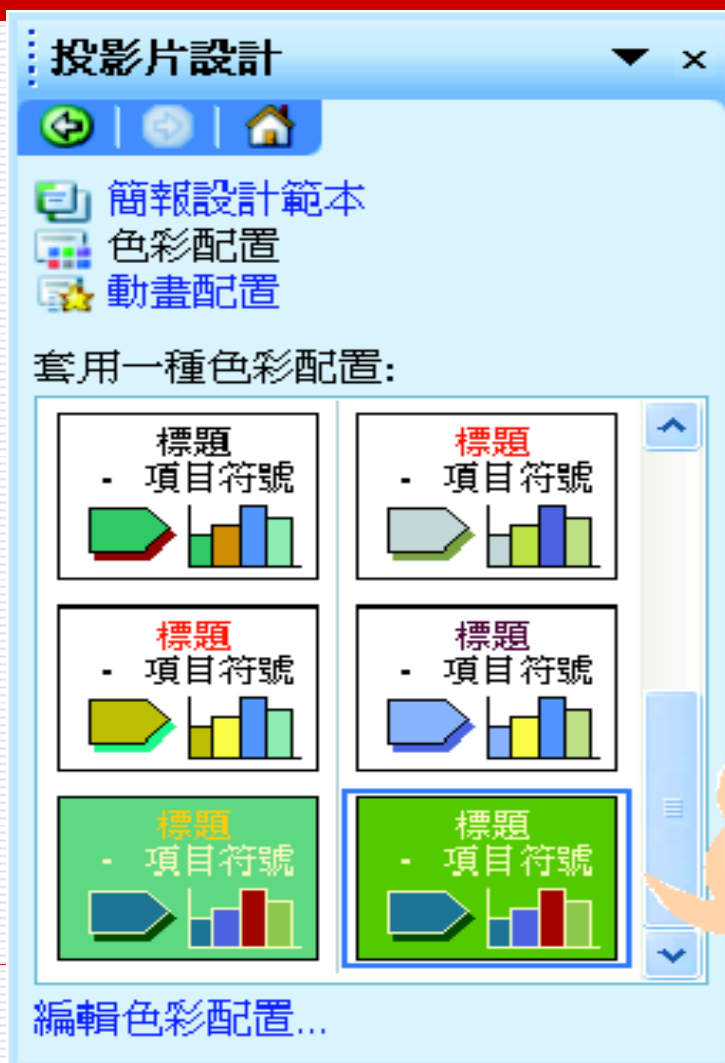 投影片設計
簡報設計範本
色彩配置
動畫配置
套用一種色彩配置:
標題
- 項目符號
標題
- 項目符號
標題
- 項目符號
標題
- 項目符號
標題
- 項目符號
標題
- 項目符號
編輯色彩配置...